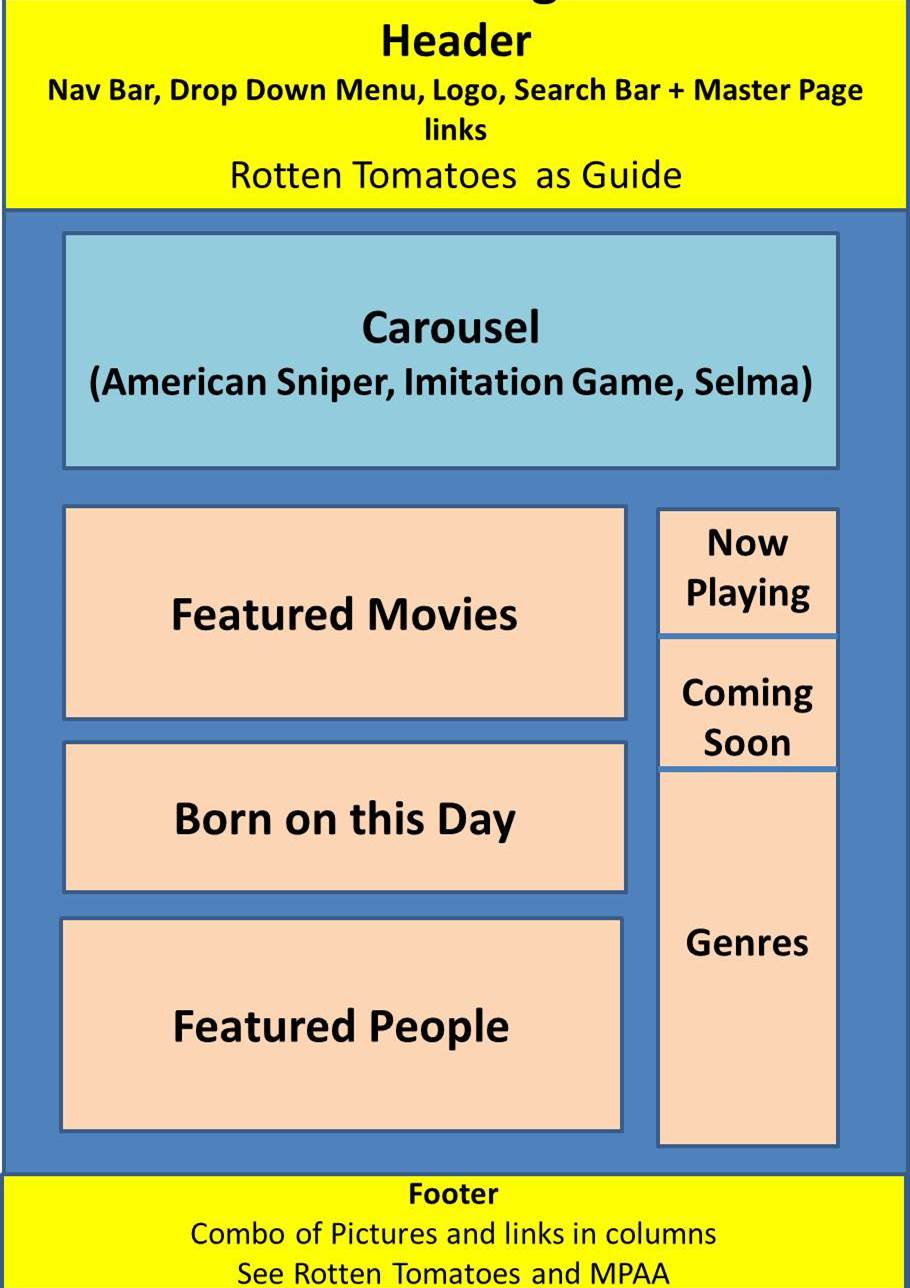 Header
Nav Bar, Drop Down Menu, Logo, Search Bar + Master Page
links
Rotten Tomatoes as Guide
Carousel
(American Sniper, Imitation Game, Selma)
Featured Movies
Now
Playing
Coming
Soon
Born on this Day
Genres
Featured People
Footer
Combo of Pictures and links in columns
See Rotten Tomatoes and MPAA